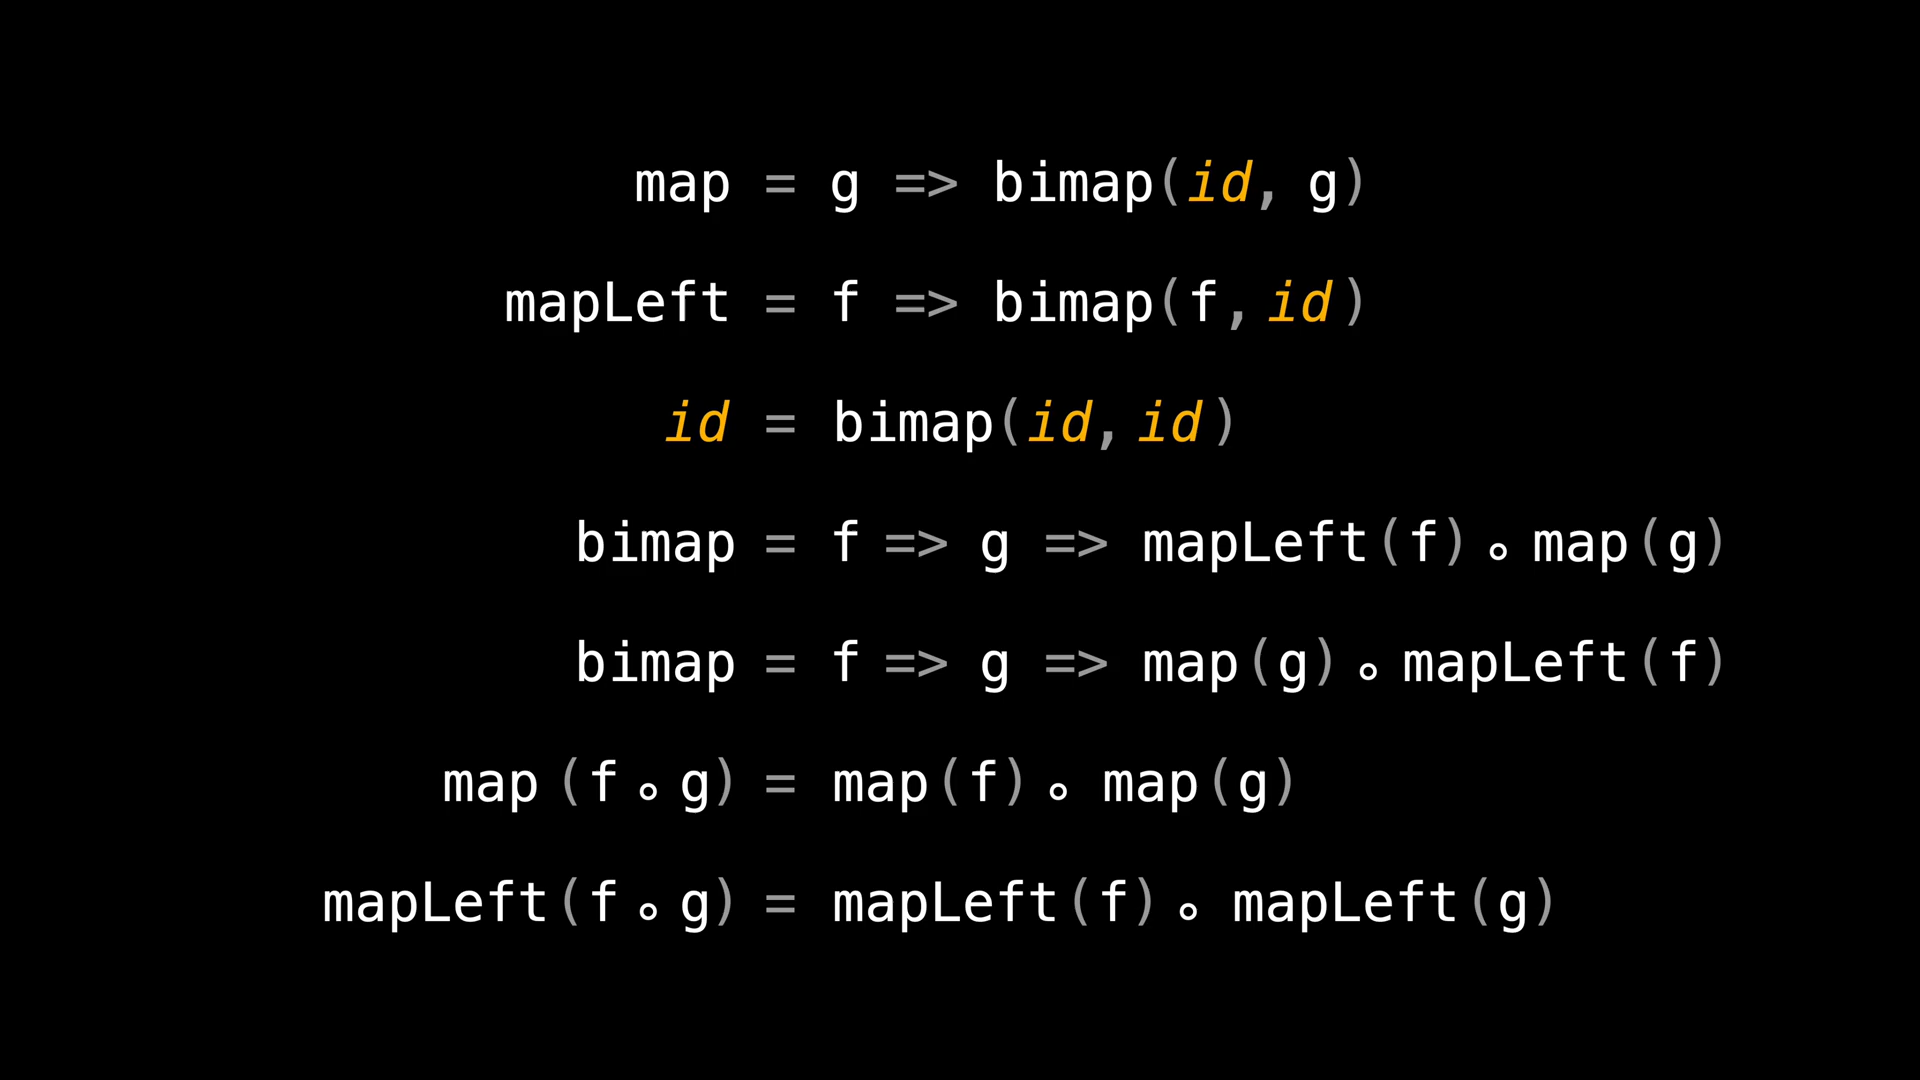 map = g => bimap(id, g)
mapLeft = f => bimap(f, id)
id = bimap(id, id)
bimap = f => g => mapLeft(f) ∘ map(g)
bimap = f => g => map(g) ∘ mapLeft(f)
map (f ∘ g) = map(f) ∘ map(g)
mapLeft(f ∘ g) = mapLeft(f) ∘ mapLeft(g)